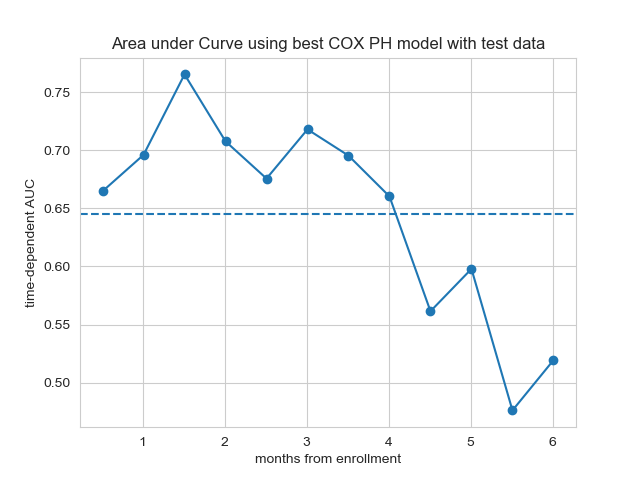 Area under Curve using best COX PH model with test data
time-dependent AUC
0.75
0.70
0.65
0.60
0.55
0.50
1 2 3 4 5 6
months from enrollment